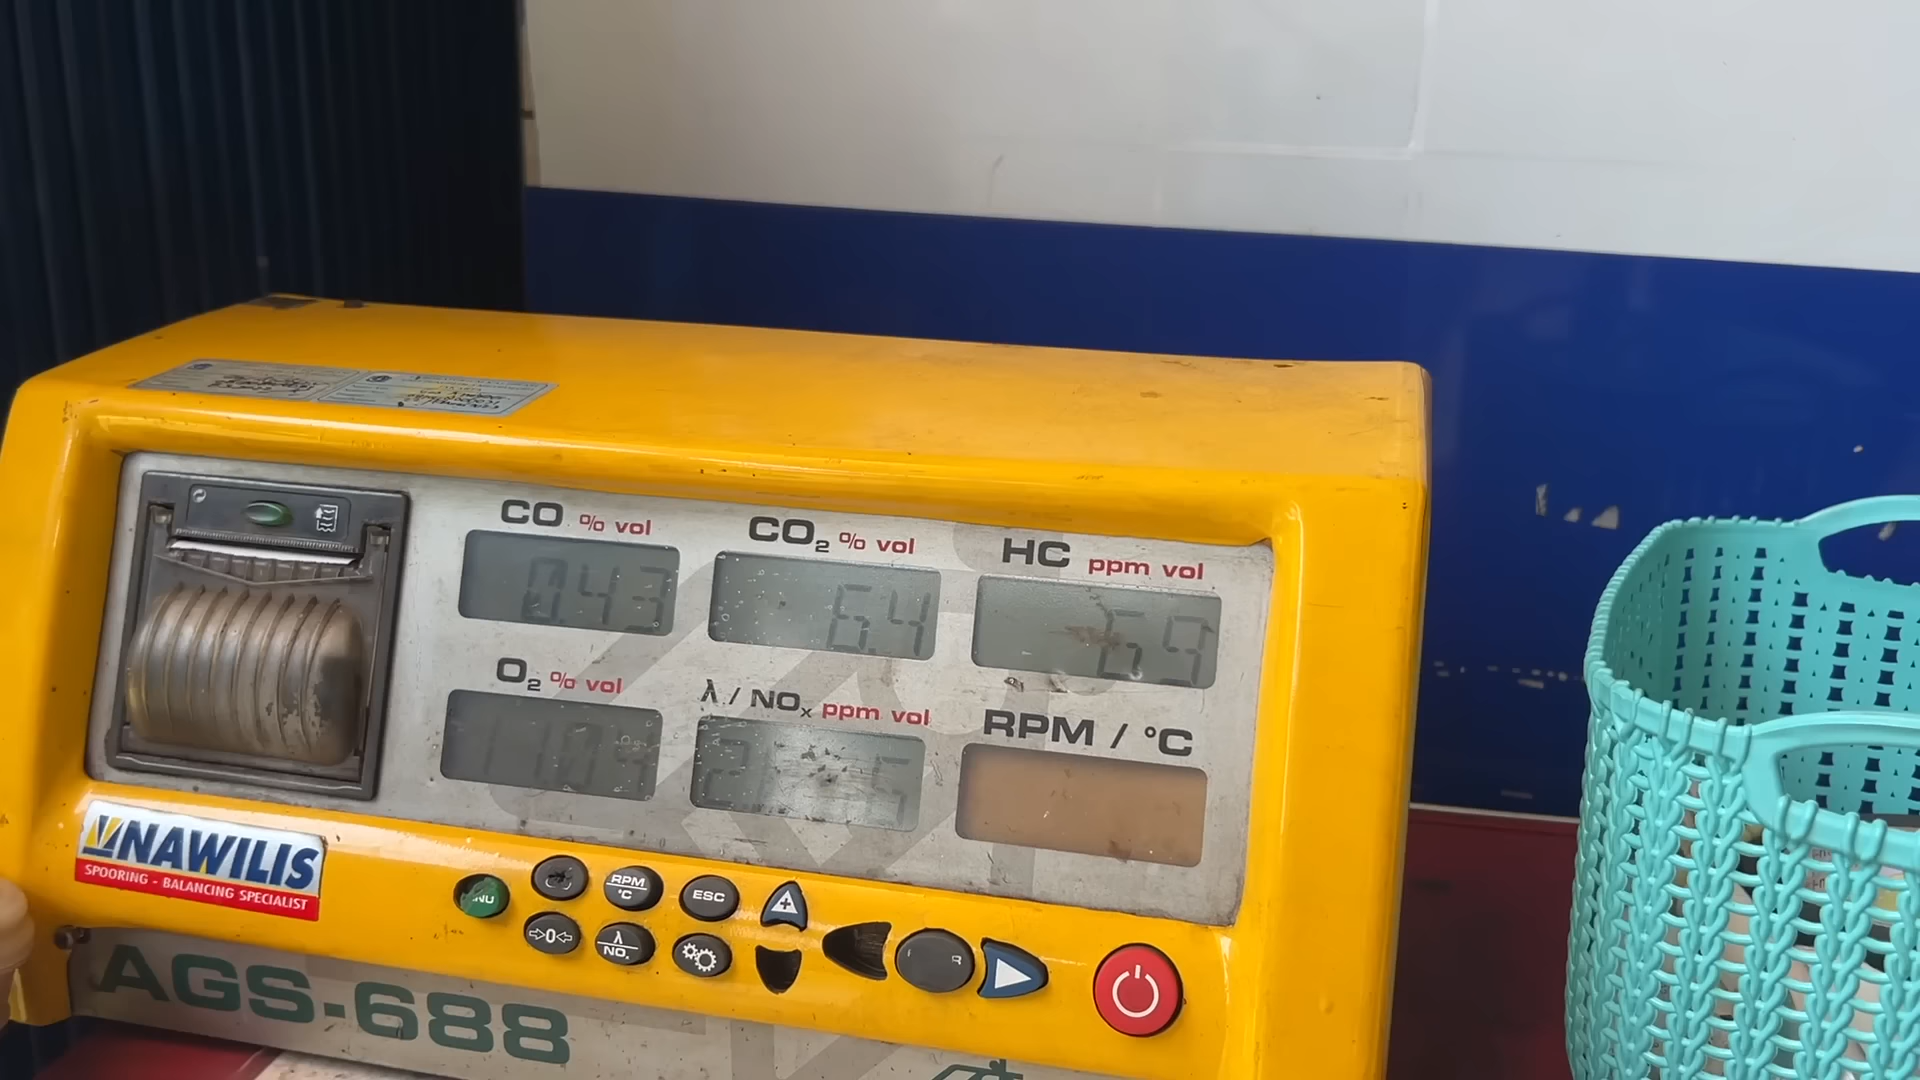 CO % vol
0.43
CO₂ % vol
6.4
HC ppm vol
69
O₂ % vol
λ / NOx ppm vol
RPM / °C
NAWILIS
SPOORING - BALANCING SPECIALIST
RPM
°C
ESC
+
0
λ
NO.
AGS-688